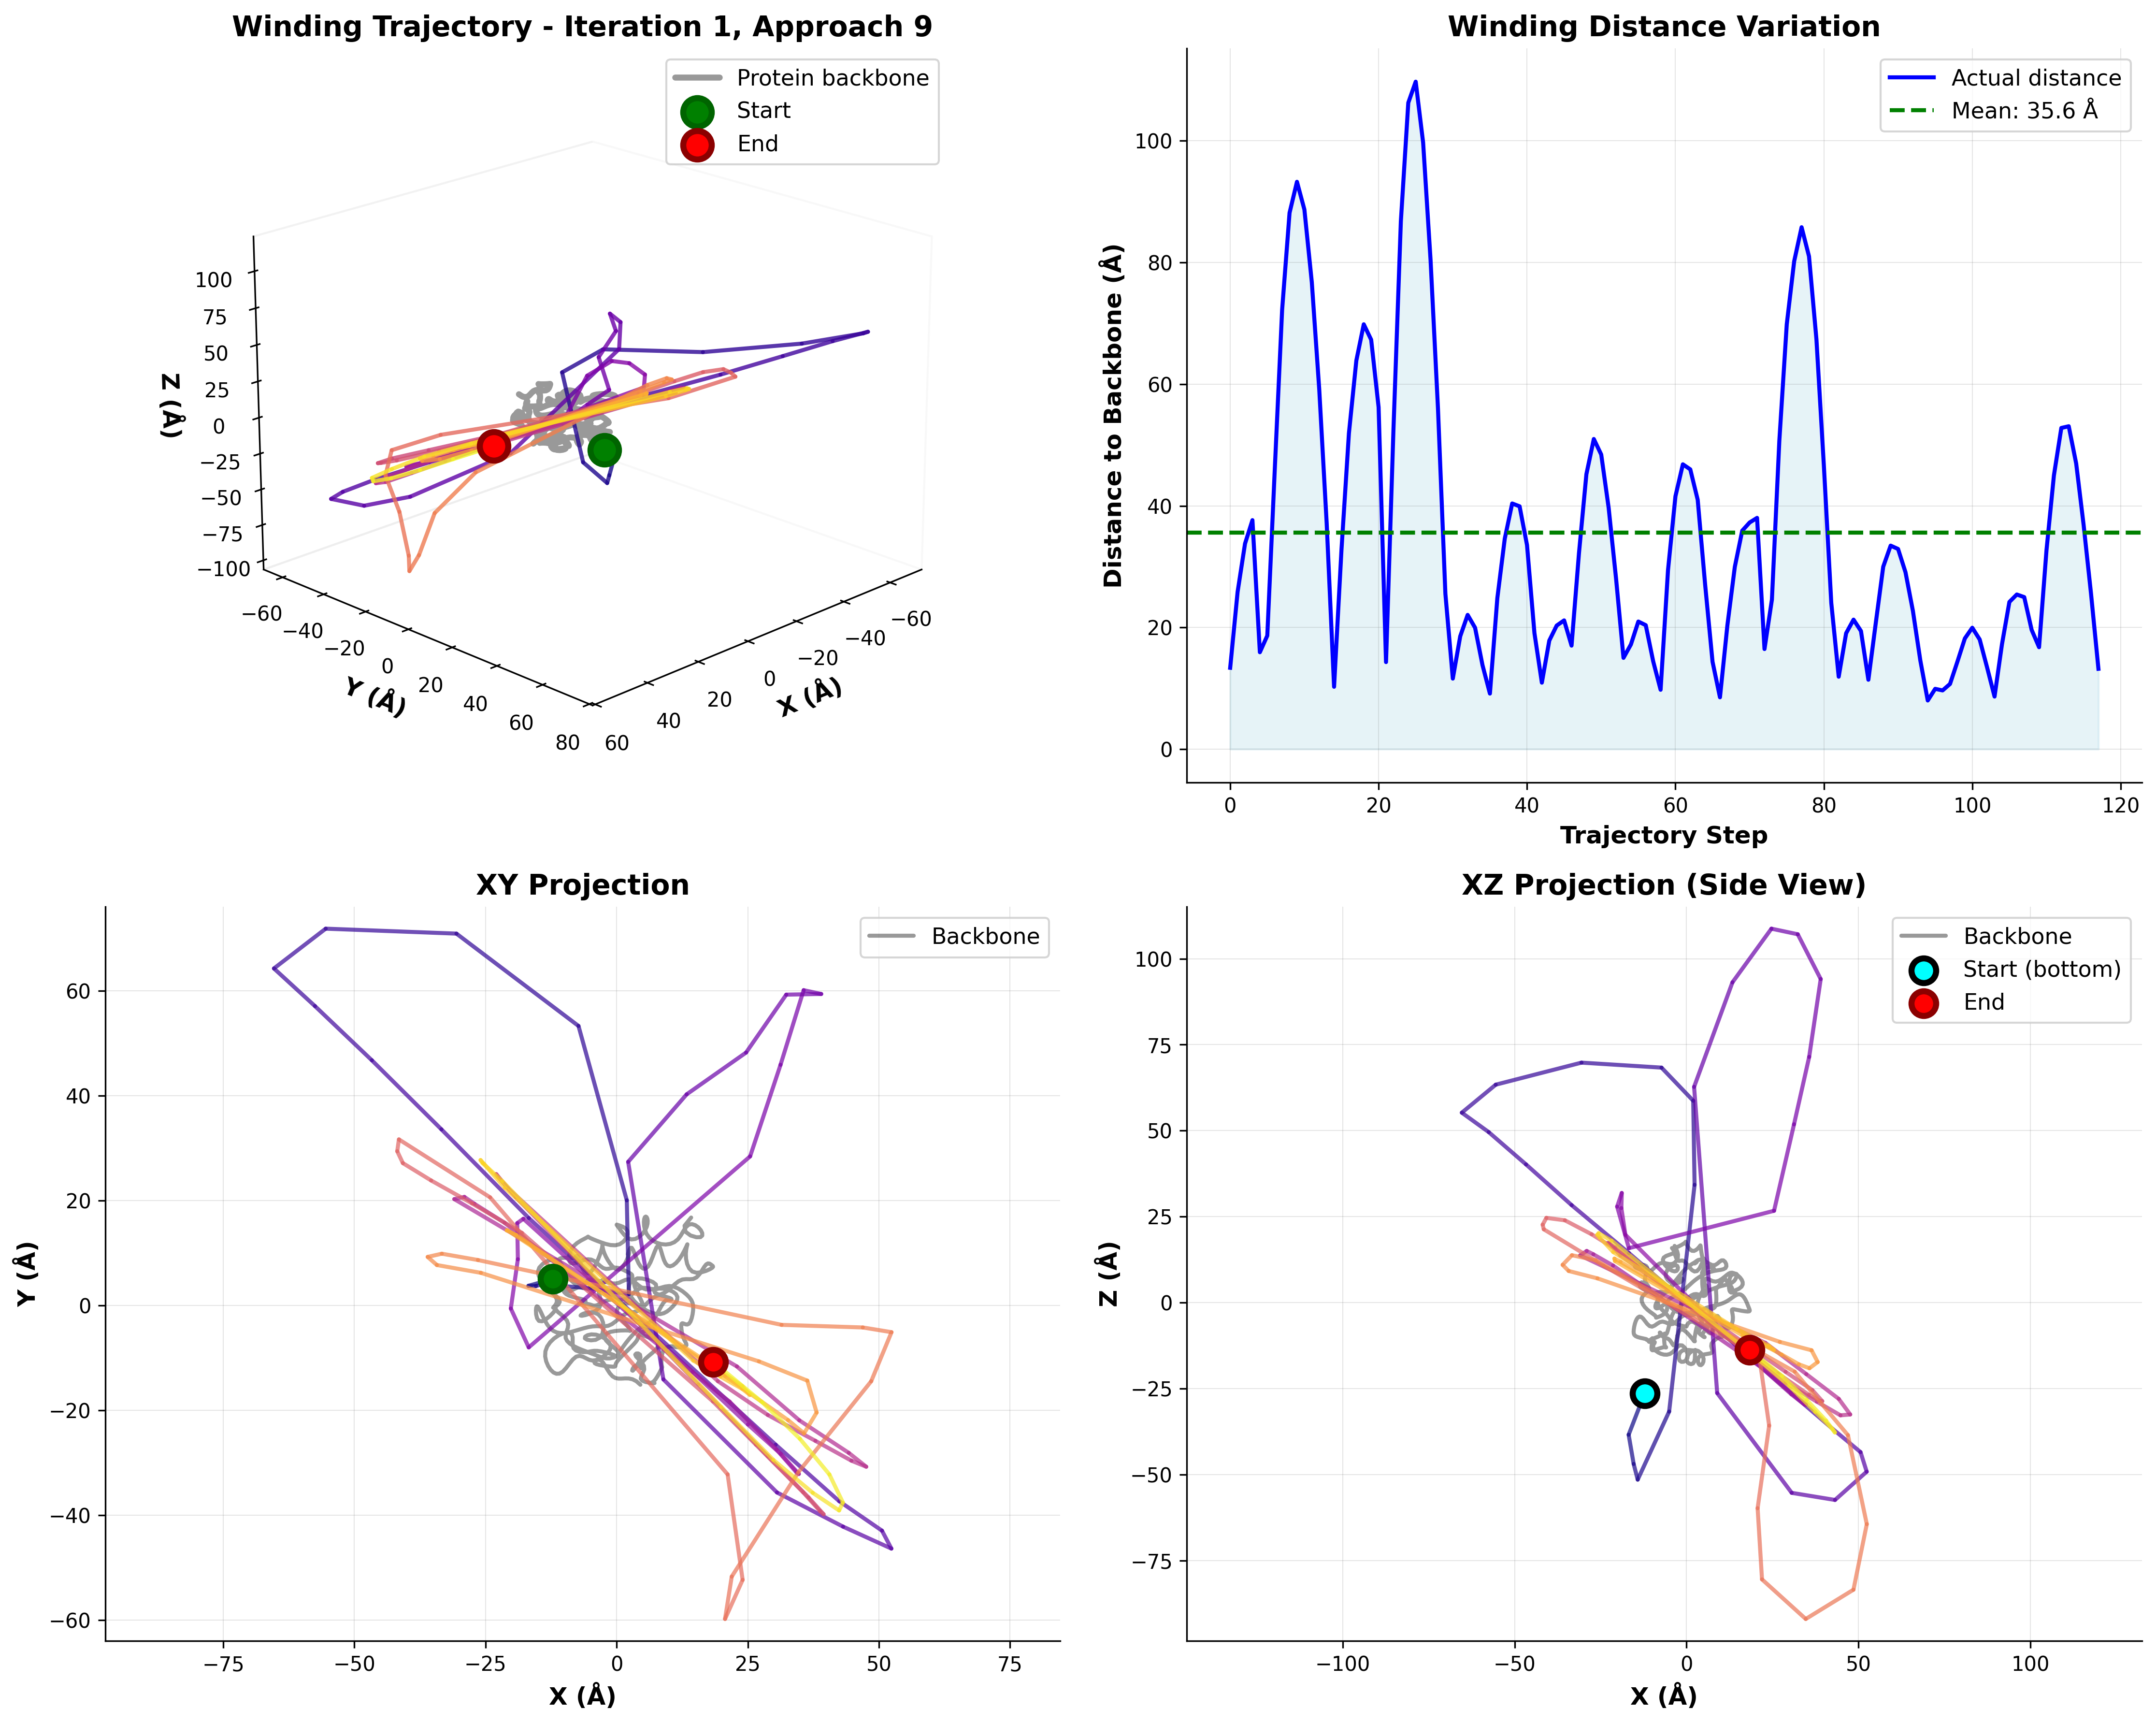 Winding Trajectory - Iteration 1, Approach 9
Protein backbone
Start
End
Z (Å)
100
75
50
25
0
−25
−50
−75
−100
−60
−40
−20
0
20
40
60
80
Y (Å)
60
40
20
0
−20
−40
−60
X (Å)
Winding Distance Variation
Actual distance
Mean: 35.6 Å
Distance to Backbone (Å)
100
80
60
40
20
0
0
20
40
60
80
100
120
Trajectory Step
XY Projection
Backbone
Y (Å)
60
40
20
0
−20
−40
−60
−75
−50
−25
0
25
50
75
X (Å)
XZ Projection (Side View)
Backbone
Start (bottom)
End
Z (Å)
100
75
50
25
0
−25
−50
−75
−100
−50
0
50
100
X (Å)